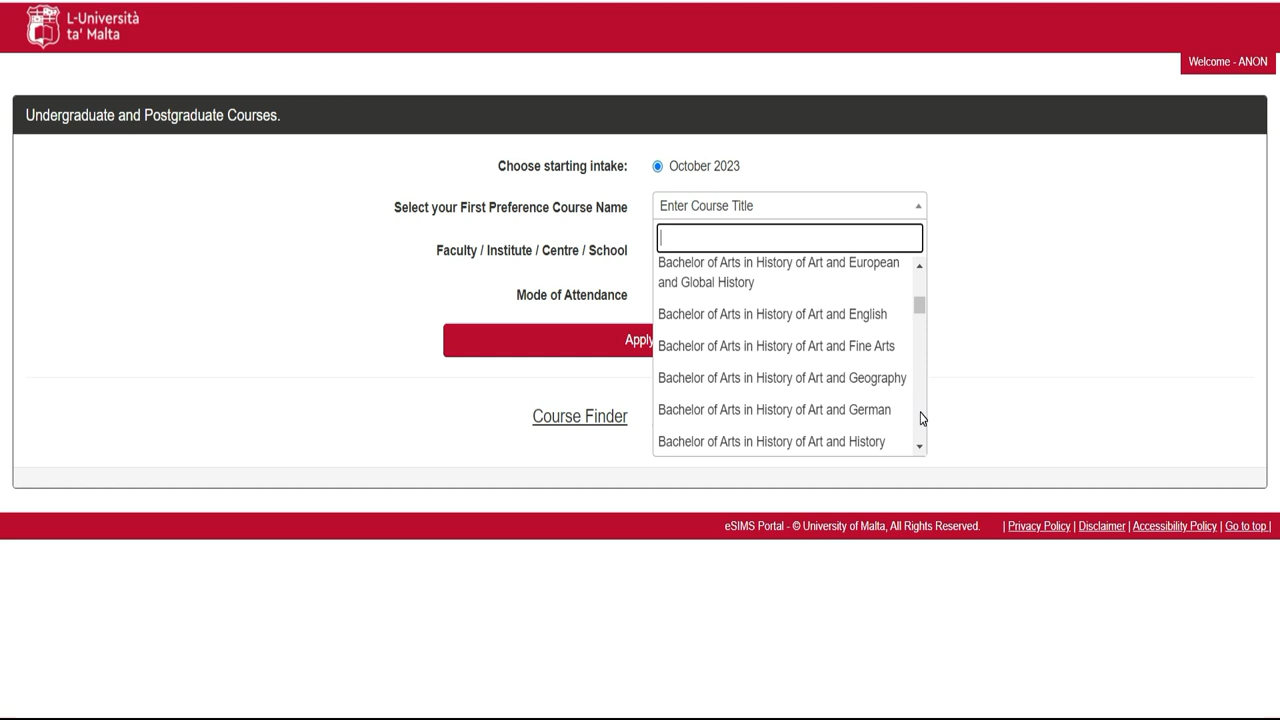 L-Università
ta' Malta
Welcome - ANON
Undergraduate and Postgraduate Courses.
Choose starting intake: October 2023
Select your First Preference Course Name Enter Course Title
Faculty / Institute / Centre / School
Bachelor of Arts in History of Art and European
and Global History
Mode of Attendance
Bachelor of Arts in History of Art and English
Apply
Bachelor of Arts in History of Art and Fine Arts
Bachelor of Arts in History of Art and Geography
Course Finder
Bachelor of Arts in History of Art and German
Bachelor of Arts in History of Art and History
eSIMS Portal - © University of Malta, All Rights Reserved. | Privacy Policy | Disclaimer | Accessibility Policy | Go to top |